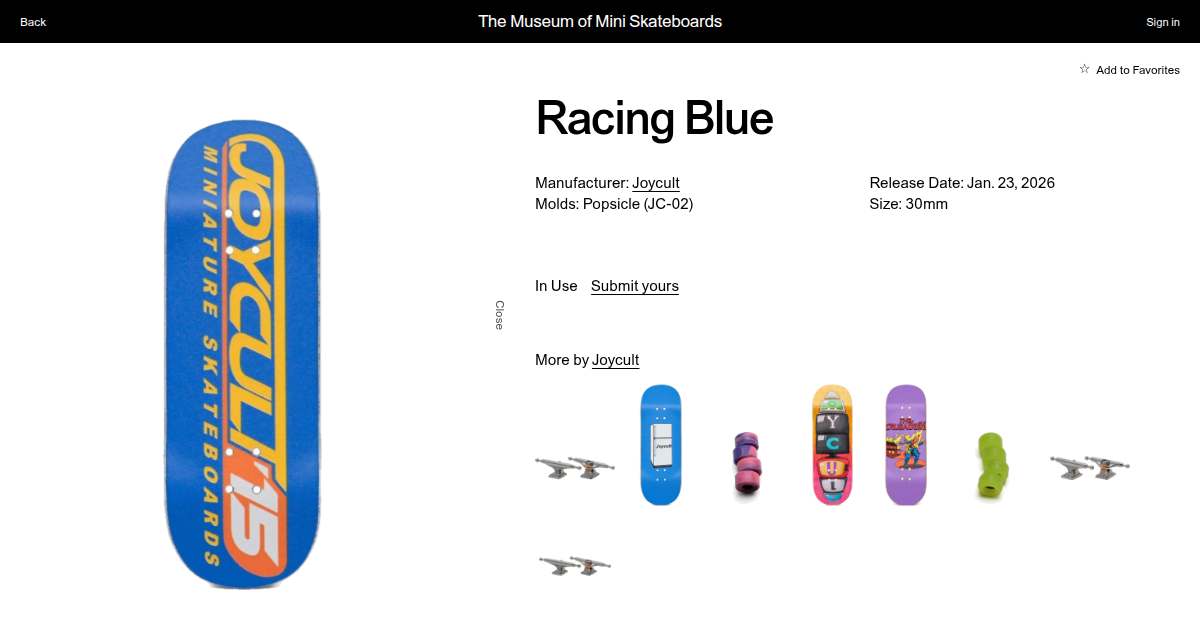 Back
The Museum of Mini Skateboards
Sign in
☆ Add to Favorites
Racing Blue
Manufacturer: Joycult
Release Date: Jan. 23, 2026
Molds: Popsicle (JC-02)
Size: 30mm
In Use Submit yours
Close
More by Joycult
JOYCULT '15
MINIATURE SKATEBOARDS
Y
C